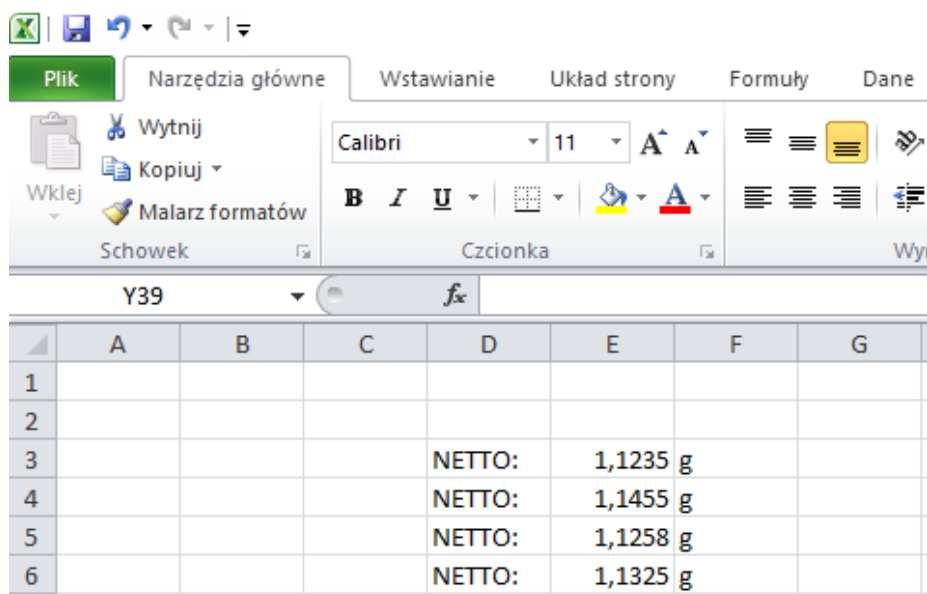 Plik Narzędzia główne Wstawianie Układ strony Formuły Dane
Wytnij
Kopiuj
Wklej
Malarz formatów
Calibri 11 A A
B I U A
Schowek Czcionka Wy
Y39 fx
A B C D E F G
1
2
3 NETTO: 1,1235 g
4 NETTO: 1,1455 g
5 NETTO: 1,1258 g
6 NETTO: 1,1325 g